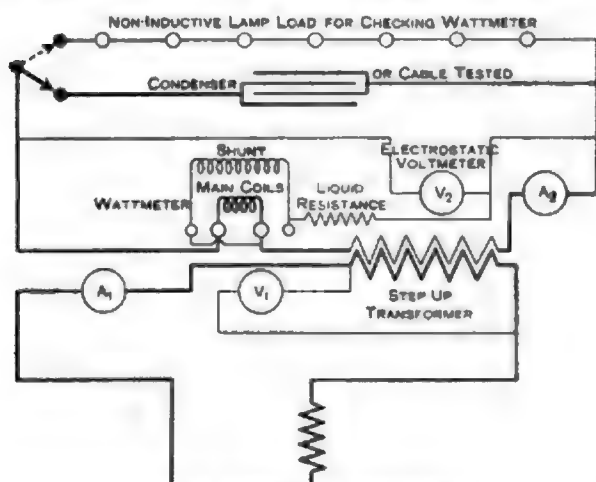 NON-INDUCTIVE LAMP LOAD FOR CHECKING WATTMETER
CONDENSER OR CABLE TESTED
ELECTROSTATIC
VOLTMETER
SHUNT
MAIN COILS
WATTMETER
LIQUID
RESISTANCE
V2
A2
A1
V1
STEP UP
TRANSFORMER